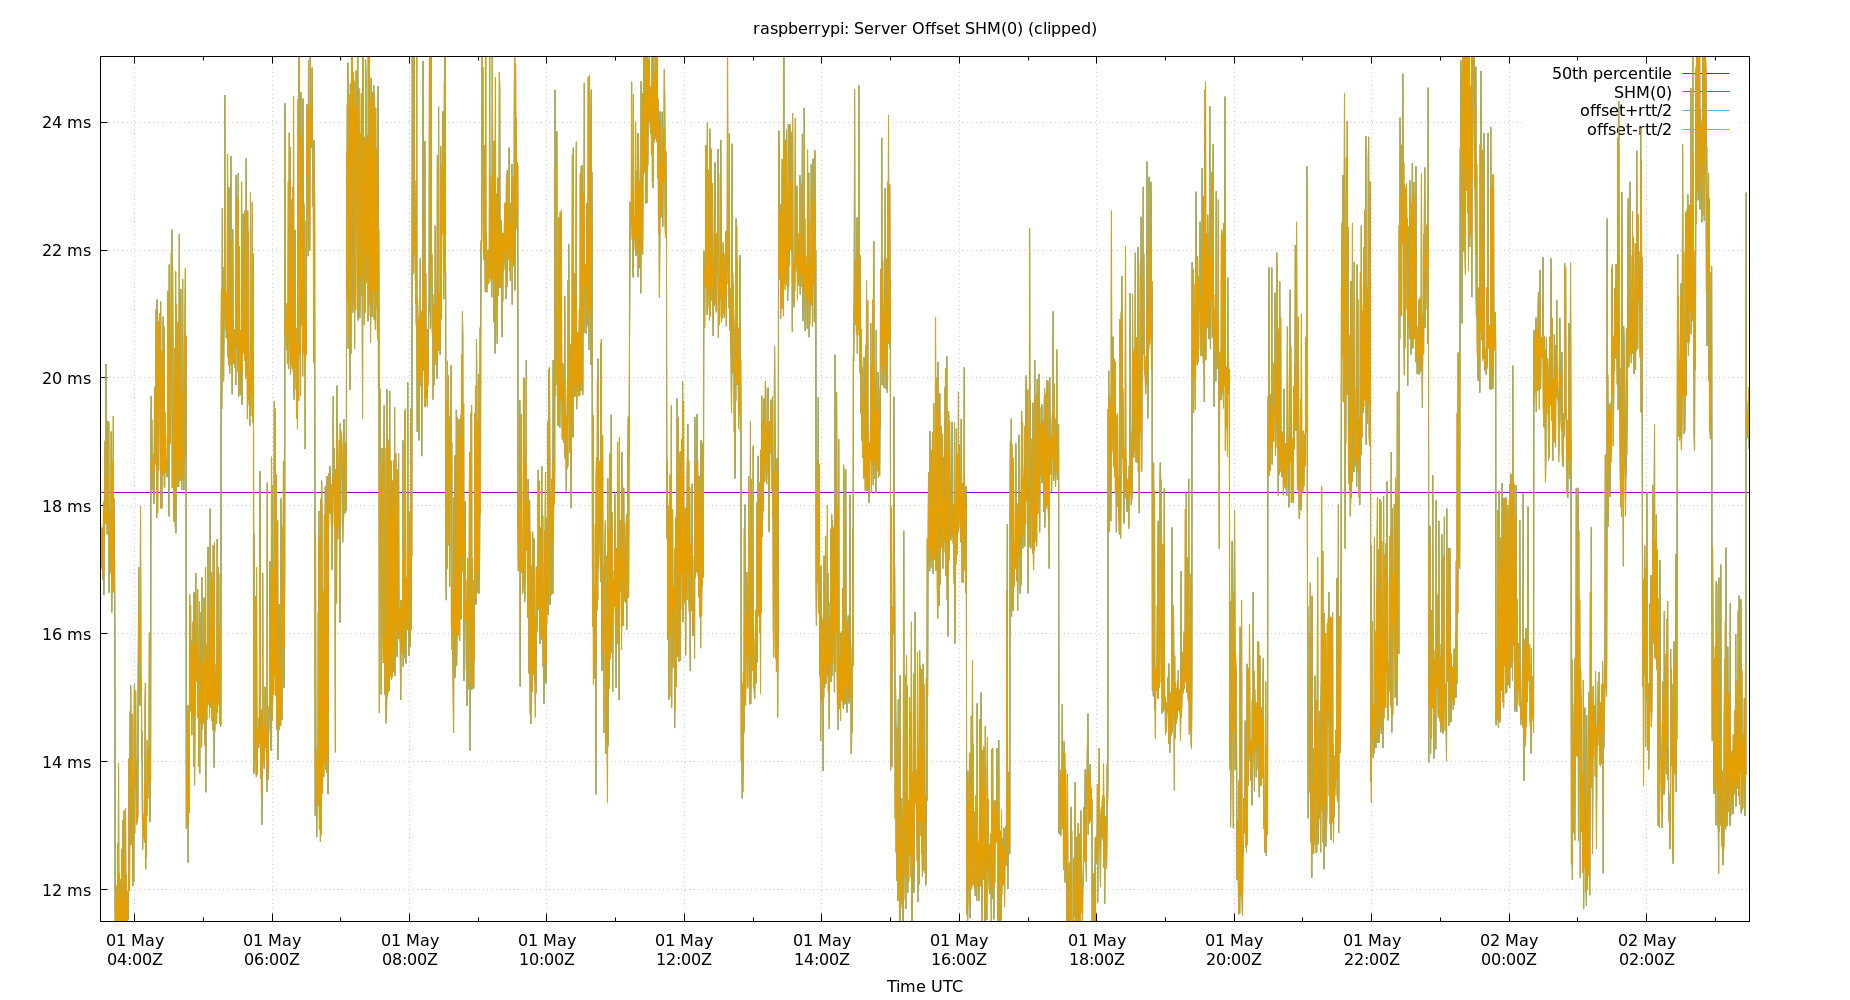 raspberrypi: Server Offset SHM(0) (clipped)
50th percentile
SHM(0)
offset+rtt/2
offset-rtt/2
24 ms
22 ms
20 ms
18 ms
16 ms
14 ms
12 ms
01 May 01 May 01 May 01 May 01 May 01 May 01 May 01 May 01 May 01 May 02 May 02 May
04:00Z 06:00Z 08:00Z 10:00Z 12:00Z 14:00Z 16:00Z 18:00Z 20:00Z 22:00Z 00:00Z 02:00Z
Time UTC